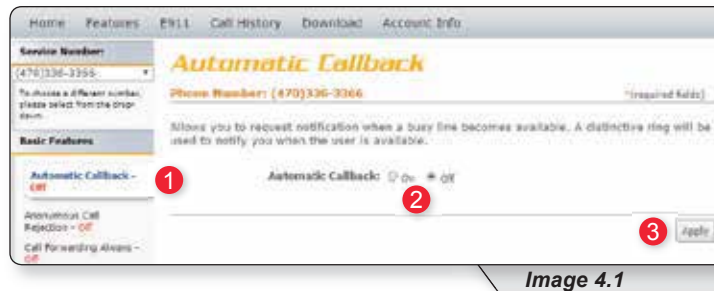 Home Features E911 Call History Download Account Info
Service Number:
(470)336-3366
To choose a different number,
please select from the drop-
down.
Basic Features
Automatic Callback -
Off
Anonymous Call
Rejection - Off
Call Forwarding Always -
Off
Automatic Callback
Phone Number: (470)336-3366
*(required fields)
Allows you to request notification when a busy line becomes available. A distinctive ring will be
used to notify you when the user is available.
1
Automatic Callback: On Off
2
3
Apply
Image 4.1